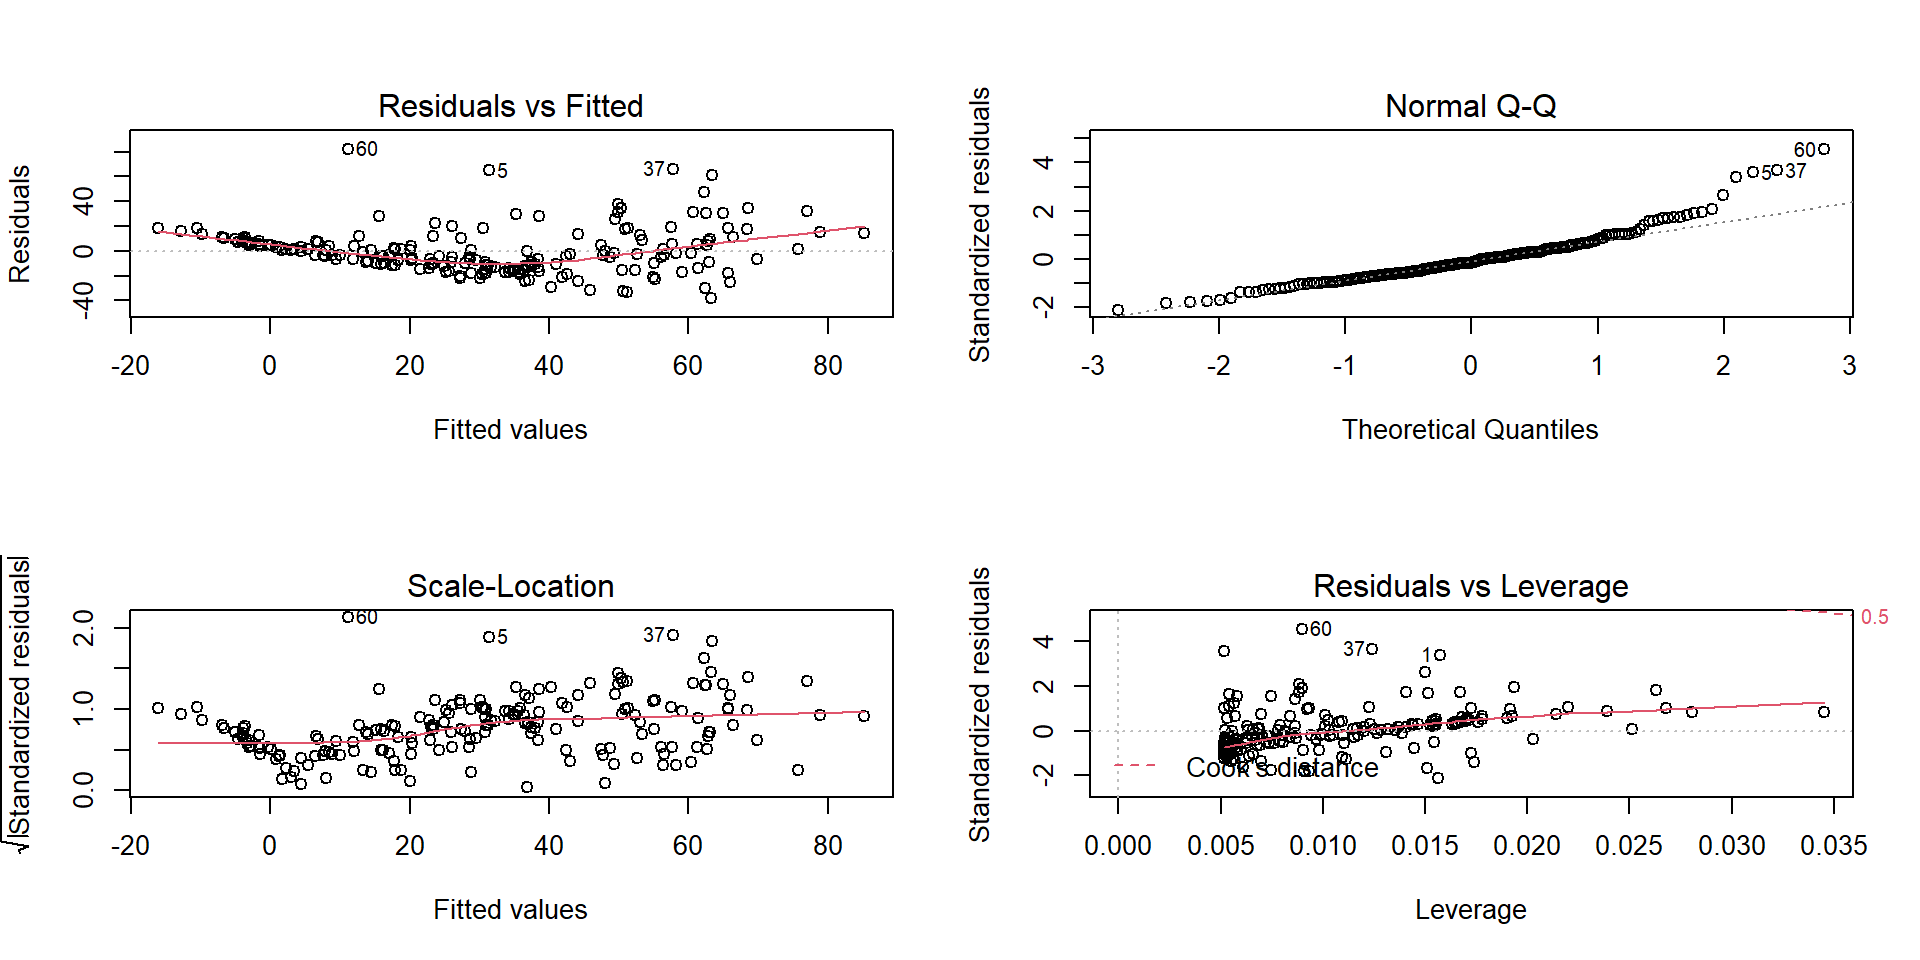 Residuals vs Fitted
Residuals
40
0
-40
60
5
37
-20 0 20 40 60 80
Fitted values
Normal Q-Q
Standardized residuals
4
2
0
-2
60
5
37
-3 -2 -1 0 1 2 3
Theoretical Quantiles
Scale-Location
√|Standardized residuals|
2.0
1.0
0.0
60
5
37
-20 0 20 40 60 80
Fitted values
Residuals vs Leverage
Standardized residuals
4
2
0
-2
60
37
1
0.5
Cook's distance
0.000 0.005 0.010 0.015 0.020 0.025 0.030 0.035
Leverage